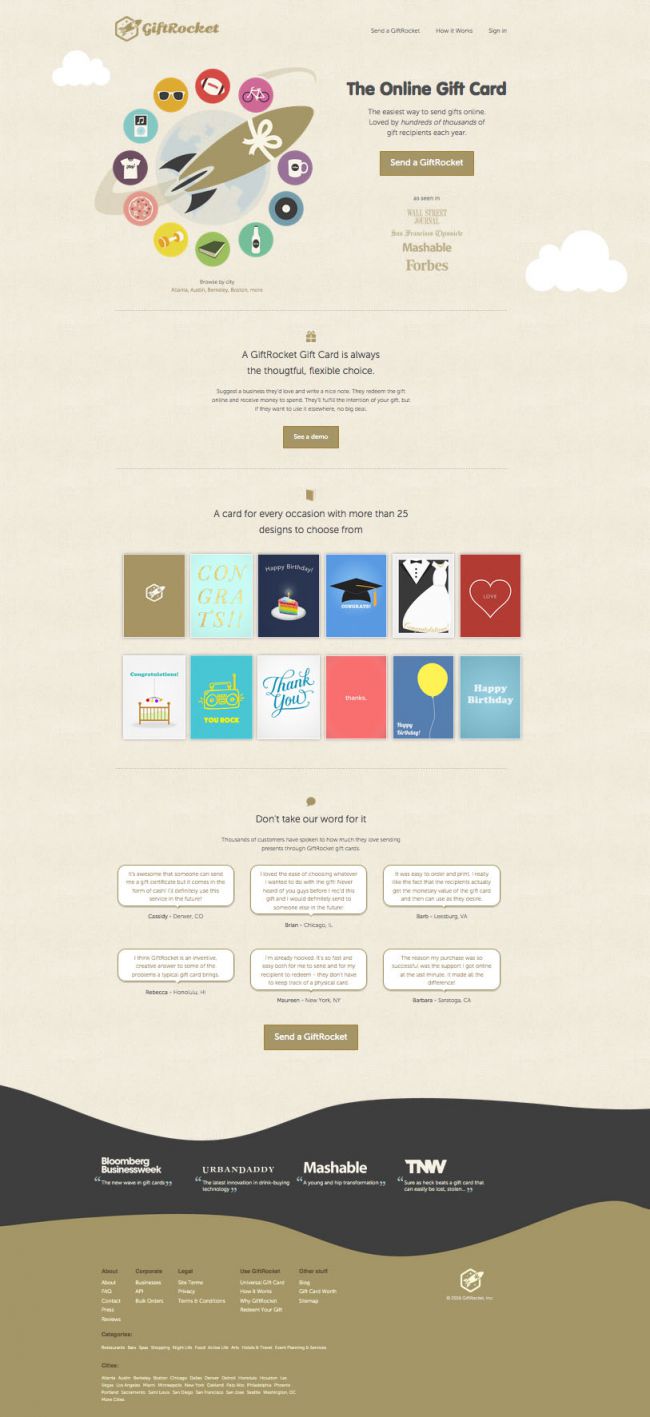 GiftRocket
Send a GiftRocket
How it Works
Sign in
The Online Gift Card
The easiest way to send gifts online.
Loved by hundreds of thousands of
gift recipients each year.
Send a GiftRocket
as seen in
WALL STREET
JOURNAL
San Francisco Chronicle
Mashable
Forbes
Browse by city
Atlanta, Austin, Berkeley, Boston, more
A GiftRocket Gift Card is always
the thougtful, flexible choice.
Suggest a business they'd love and write a nice note. They redeem the gift
online and receive money to spend. They'll fulfill the intention of your gift, but
if they want to use it elsewhere, no big deal.
See a demo
A card for every occasion with more than 25
designs to choose from
CON
GRA
TS!!
Happy Birthday!
CONGRATS!
Congratulations!
LOVE
Congratulations!
YOU ROCK
Thank
You
thanks.
Happy
Birthday!
Happy
Birthday
Don't take our word for it
Thousands of customers have spoken to how much they love sending
presents through GiftRocket gift cards.
It's awesome that someone can send
me a gift certificate but it comes in the
form of cash! I'd definitely use this
service in the future!
Cassidy - Denver, CO
I loved the ease of choosing whatever
I wanted to do with the gift! Never
heard of you guys before I rec'd this
gift and I would definitely send to
someone else in the future!
Brian - Chicago, IL
It was easy to order and print. I really
like the fact that the recipients actually
get the monetary value of the gift card
and then can use as they desire.
Barb - Leesburg, VA
I think GiftRocket is an inventive,
creative answer to some of the
problems a typical gift card brings.
Rebecca - Honolulu, HI
I'm already hooked. It's so fast and
easy both for me to send and for my
recipient to redeem - they don't have
to keep track of a physical card.
Maureen - New York, NY
The reason my purchase was so
successful was the support I got online
at the last minute. It made all the
difference!
Barbara - Saratoga, CA
Send a GiftRocket
Bloomberg
Businessweek
“The new wave in gift cards”
URBANDADDY
“The latest innovation in drink-buying
technology”
Mashable
“A young and hip transformation”
TNW
“Sure as heck beats a gift card that
can easily be lost, stolen...”
About
About
FAQ
Contact
Press
Reviews
Corporate
Businesses
API
Bulk Orders
Legal
Site Terms
Privacy
Terms & Conditions
Use GiftRocket
Universal Gift Card
How it Works
Why GiftRocket
Redeem Your Gift
Other stuff
Blog
Gift Card Worth
Sitemap
© 2016 GiftRocket, Inc.
Categories:
Restaurants Bars Spas Shopping Night Life Food Active Life Arts Hotels & Travel Event Planning & Services
Cities:
Atlanta Austin Berkeley Boston Chicago Dallas Denver Detroit Honolulu Houston Las
Vegas Los Angeles Miami Minneapolis New York Oakland Palo Alto Philadelphia Phoenix
Portland Sacramento Saint Louis San Diego San Francisco San Jose Seattle Washington, DC
More Cities